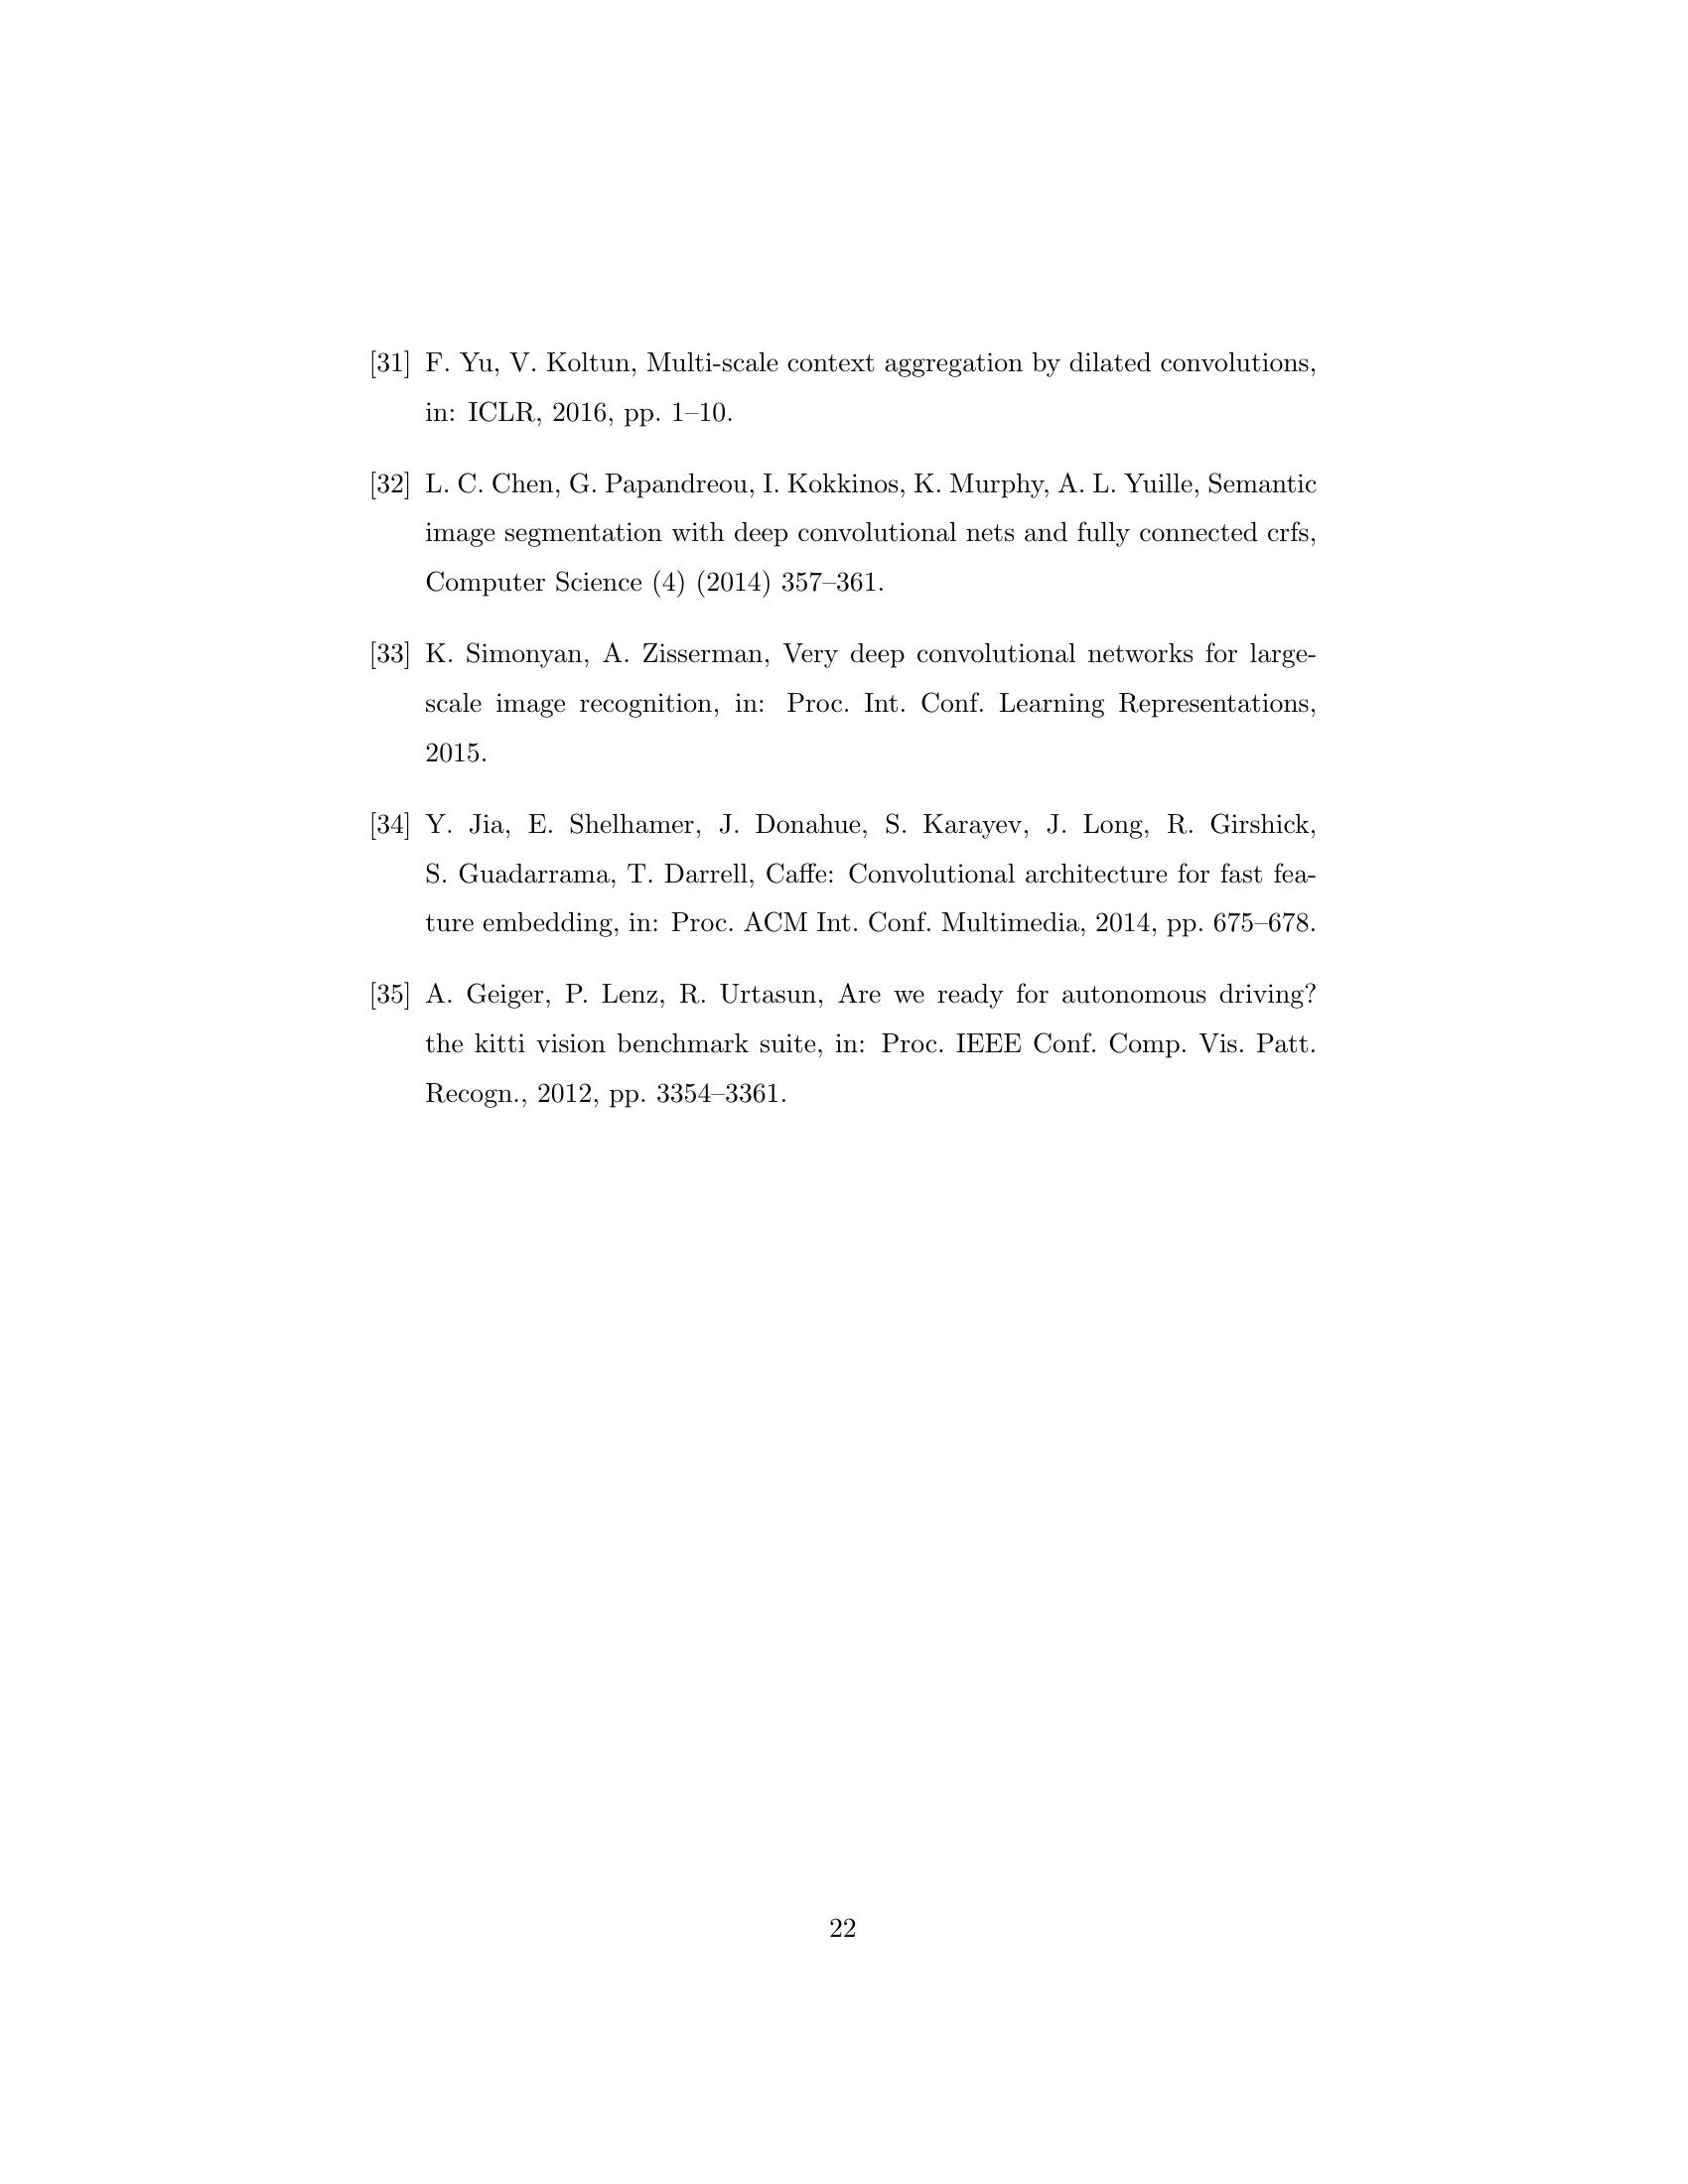 [31] F. Yu, V. Koltun, Multi-scale context aggregation by dilated convolutions,
in: ICLR, 2016, pp. 1–10.
[32] L. C. Chen, G. Papandreou, I. Kokkinos, K. Murphy, A. L. Yuille, Semantic
image segmentation with deep convolutional nets and fully connected crfs,
Computer Science (4) (2014) 357–361.
[33] K. Simonyan, A. Zisserman, Very deep convolutional networks for large-
scale image recognition, in: Proc. Int. Conf. Learning Representations,
2015.
[34] Y. Jia, E. Shelhamer, J. Donahue, S. Karayev, J. Long, R. Girshick,
S. Guadarrama, T. Darrell, Caffe: Convolutional architecture for fast fea-
ture embedding, in: Proc. ACM Int. Conf. Multimedia, 2014, pp. 675–678.
[35] A. Geiger, P. Lenz, R. Urtasun, Are we ready for autonomous driving?
the kitti vision benchmark suite, in: Proc. IEEE Conf. Comp. Vis. Patt.
Recogn., 2012, pp. 3354–3361.
22